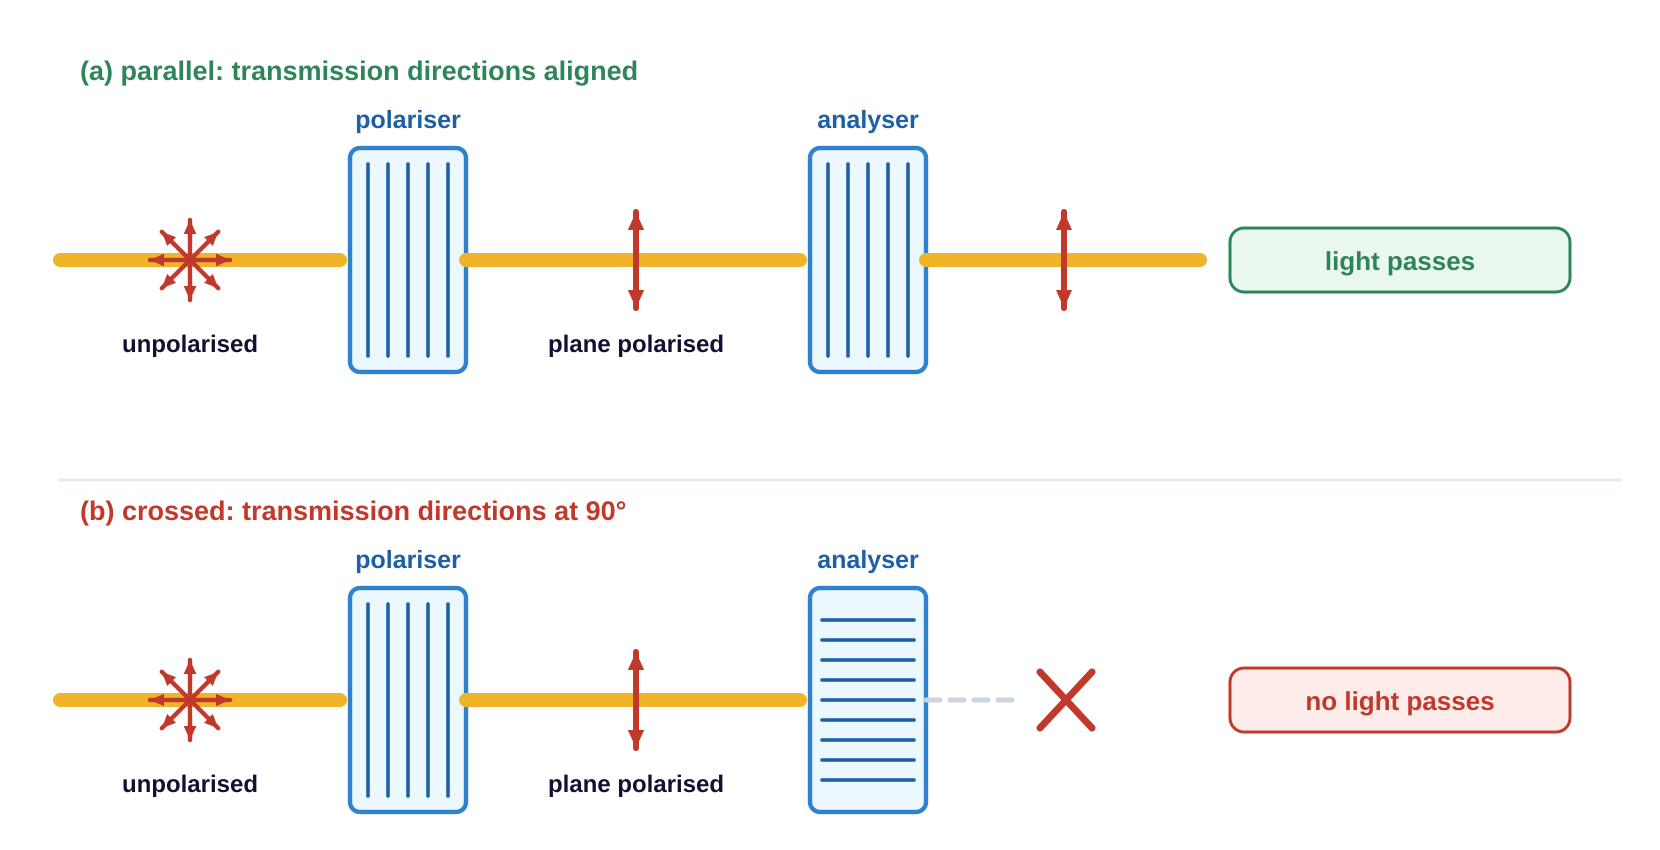 (a) parallel: transmission directions aligned
polariser
analyser
light passes
unpolarised
plane polarised
(b) crossed: transmission directions at 90°
polariser
analyser
no light passes
unpolarised
plane polarised